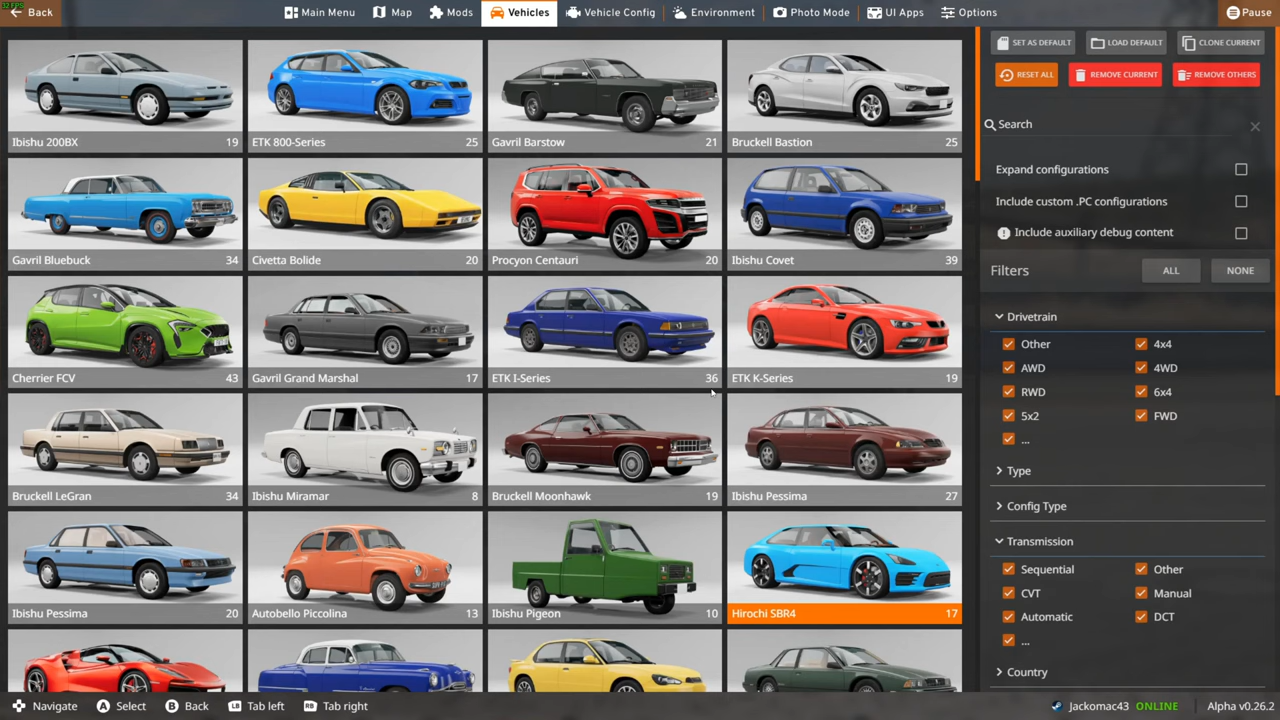 12 FPS
Back
Main Menu
Map
Mods
Vehicles
Vehicle Config
Environment
Photo Mode
UI Apps
Options
Pause
SET AS DEFAULT
LOAD DEFAULT
CLONE CURRENT
RESET ALL
REMOVE CURRENT
REMOVE OTHERS
Search
Expand configurations
Include custom .PC configurations
Include auxiliary debug content
Filters
ALL
NONE
Drivetrain
Other
4x4
AWD
4WD
RWD
6x4
5x2
FWD
...
Type
Config Type
Transmission
Sequential
Other
CVT
Manual
Automatic
DCT
...
Country
Ibishu 200BX 19
ETK 800-Series 25
Gavril Barstow 21
Bruckell Bastion 25
Gavril Bluebuck 34
Civetta Bolide 20
Procyon Centauri 20
Ibishu Covet 39
Cherrier FCV 43
Gavril Grand Marshal 17
ETK I-Series 36
ETK K-Series 19
Bruckell LeGran 34
Ibishu Miramar 8
Bruckell Moonhawk 19
Ibishu Pessima 27
Ibishu Pessima 20
Autobello Piccolina 13
Ibishu Pigeon 10
Hirochi SBR4 17
Navigate
A Select
B Back
LB Tab left
RB Tab right
Jackomac43 ONLINE
Alpha v0.26.2